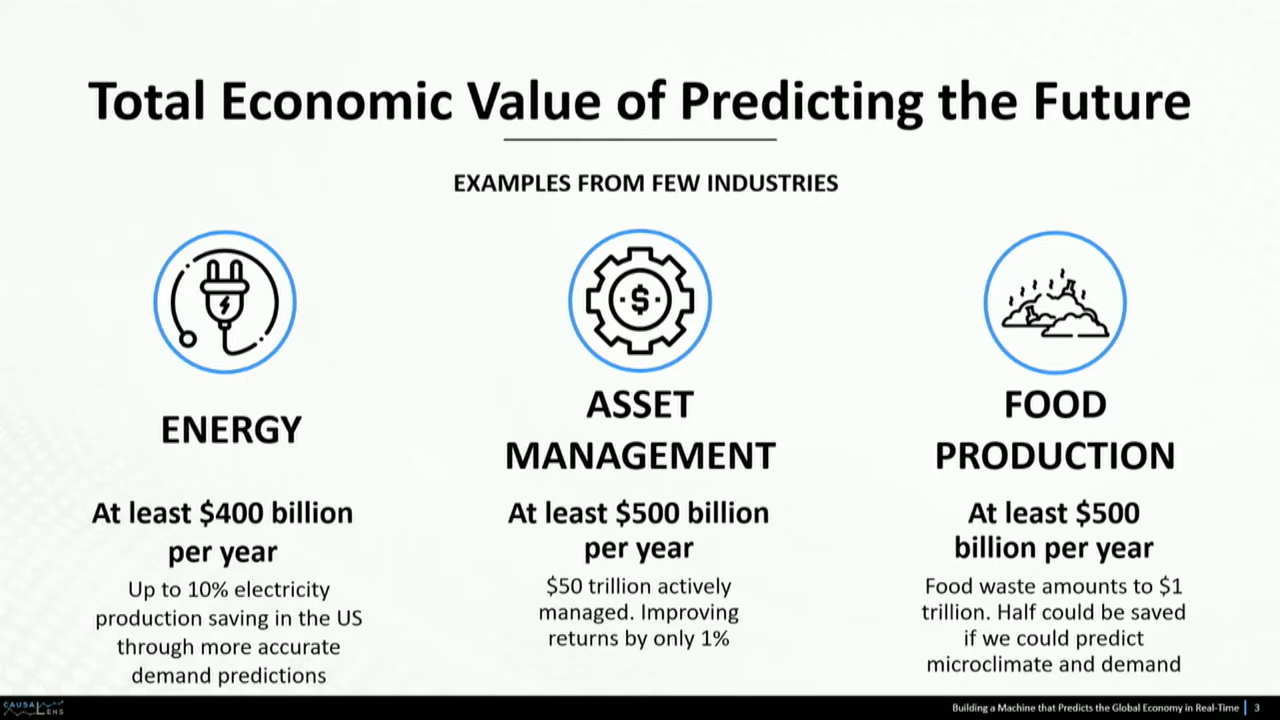 Total Economic Value of Predicting the Future
EXAMPLES FROM FEW INDUSTRIES
ENERGY
At least $400 billion
per year
Up to 10% electricity
production saving in the US
through more accurate
demand predictions
ASSET
MANAGEMENT
At least $500 billion
per year
$50 trillion actively
managed. Improving
returns by only 1%
FOOD
PRODUCTION
At least $500
billion per year
Food waste amounts to $1
trillion. Half could be saved
if we could predict
microclimate and demand
CAUSALENS
Building a Machine that Predicts the Global Economy in Real-Time | 3